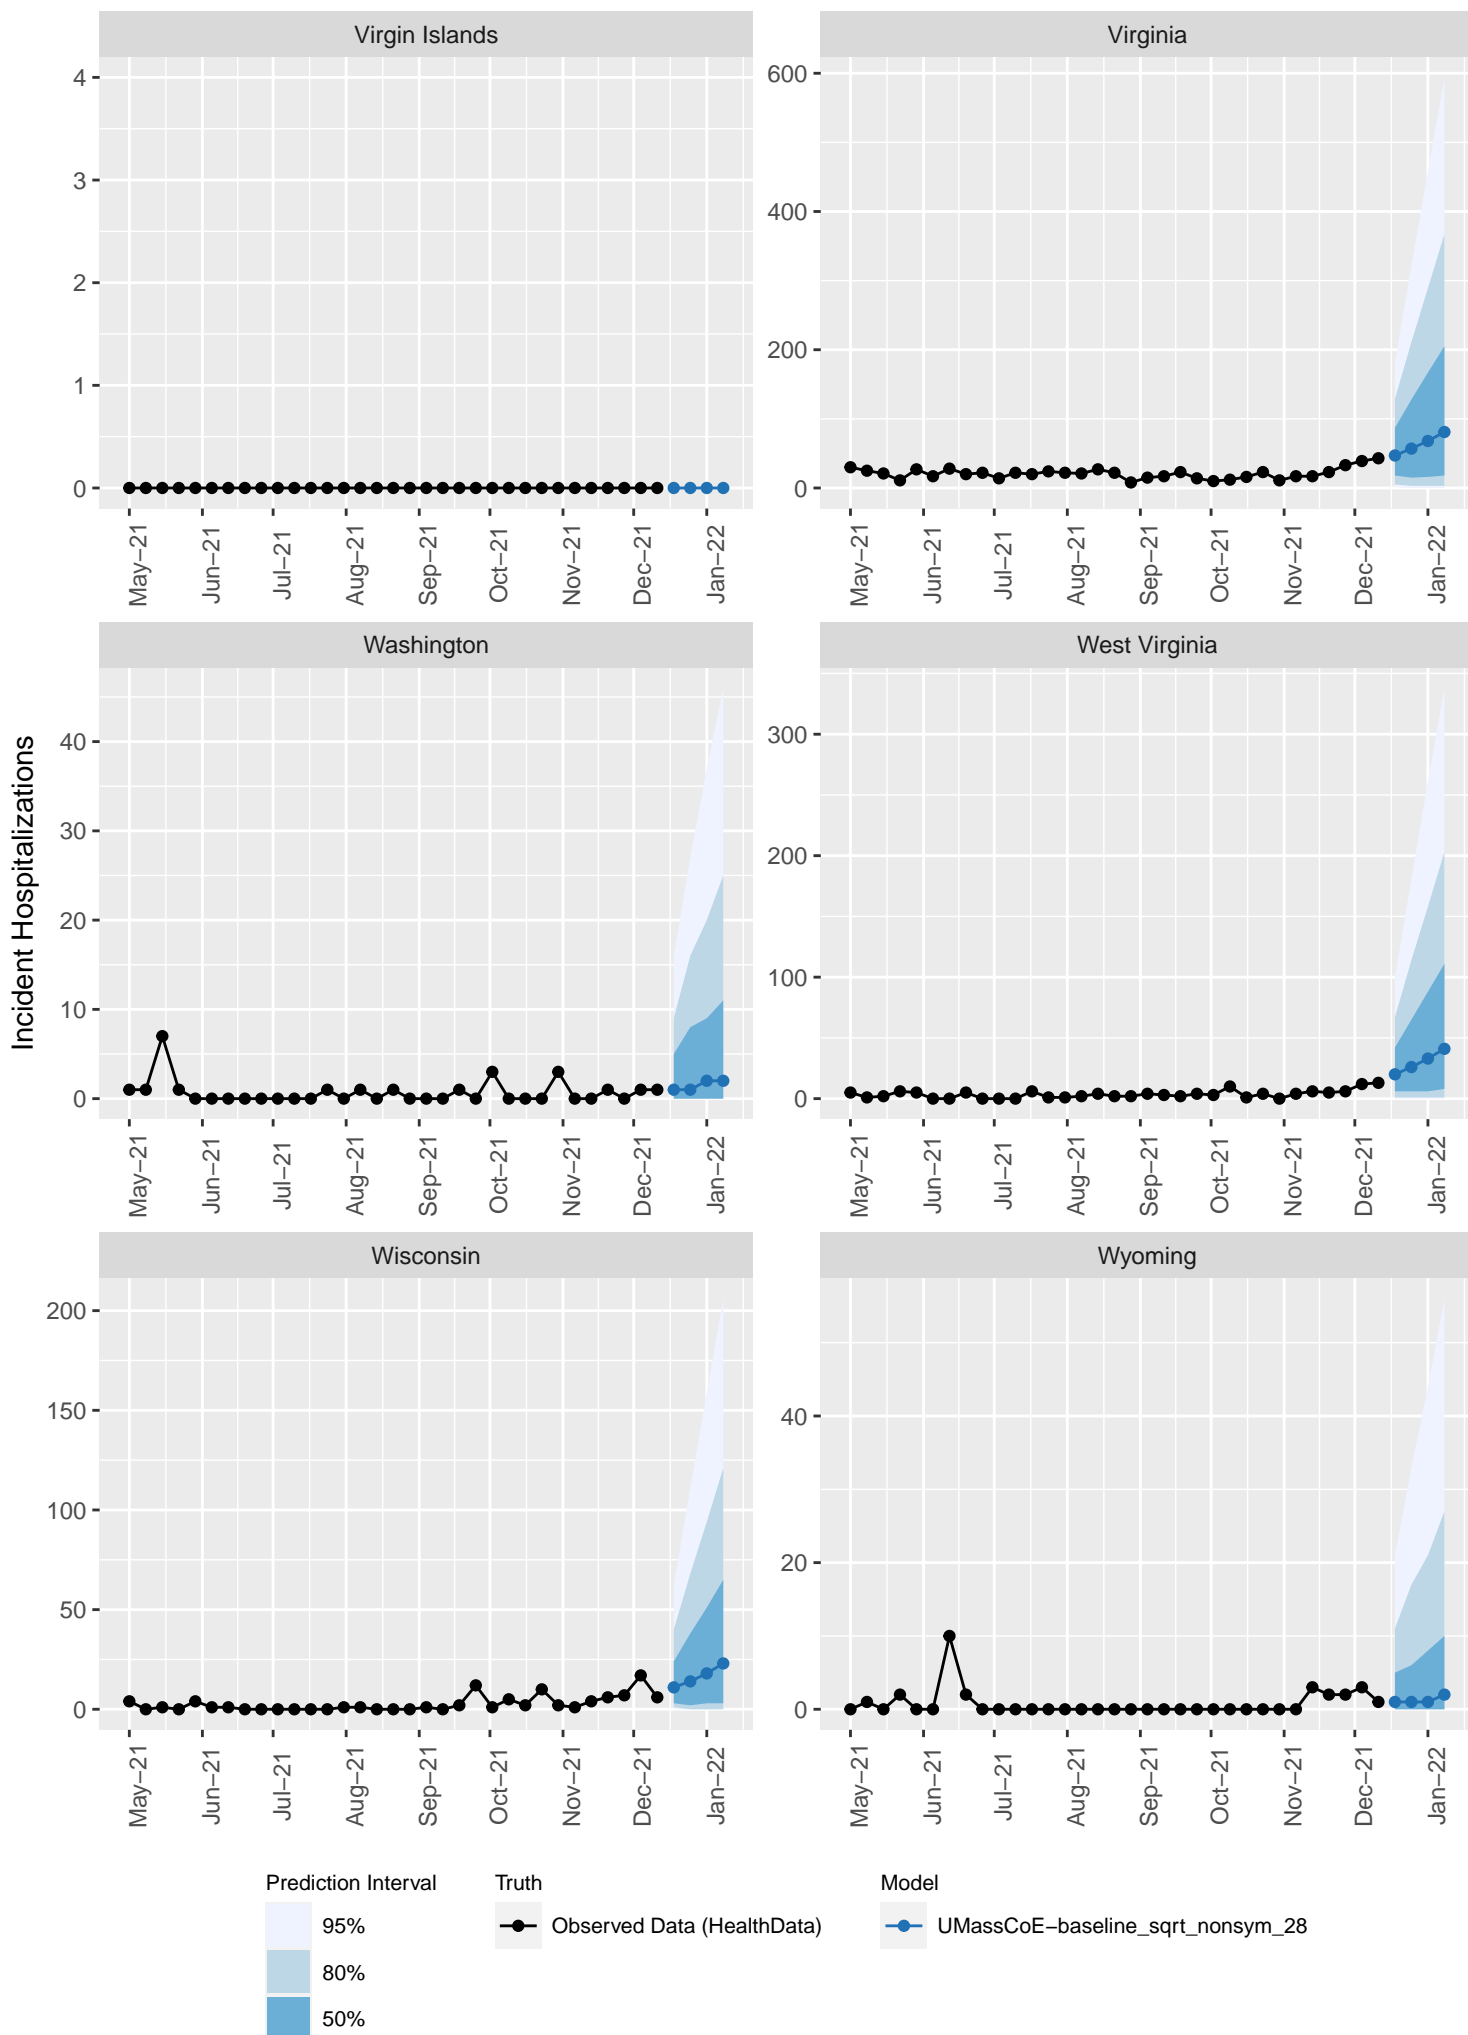 Virgin Islands
Virginia
4
3
2
1
0
600
400
200
0
May−21
Jun−21
Jul−21
Aug−21
Sep−21
Oct−21
Nov−21
Dec−21
Jan−22
May−21
Jun−21
Jul−21
Aug−21
Sep−21
Oct−21
Nov−21
Dec−21
Jan−22
Incident Hospitalizations
Washington
West Virginia
40
30
20
10
0
300
200
100
0
May−21
Jun−21
Jul−21
Aug−21
Sep−21
Oct−21
Nov−21
Dec−21
Jan−22
May−21
Jun−21
Jul−21
Aug−21
Sep−21
Oct−21
Nov−21
Dec−21
Jan−22
Wisconsin
Wyoming
200
150
100
50
0
40
20
0
May−21
Jun−21
Jul−21
Aug−21
Sep−21
Oct−21
Nov−21
Dec−21
Jan−22
May−21
Jun−21
Jul−21
Aug−21
Sep−21
Oct−21
Nov−21
Dec−21
Jan−22
Prediction Interval
95%
80%
50%
Truth
Observed Data (HealthData)
Model
UMassCoE−baseline_sqrt_nonsym_28